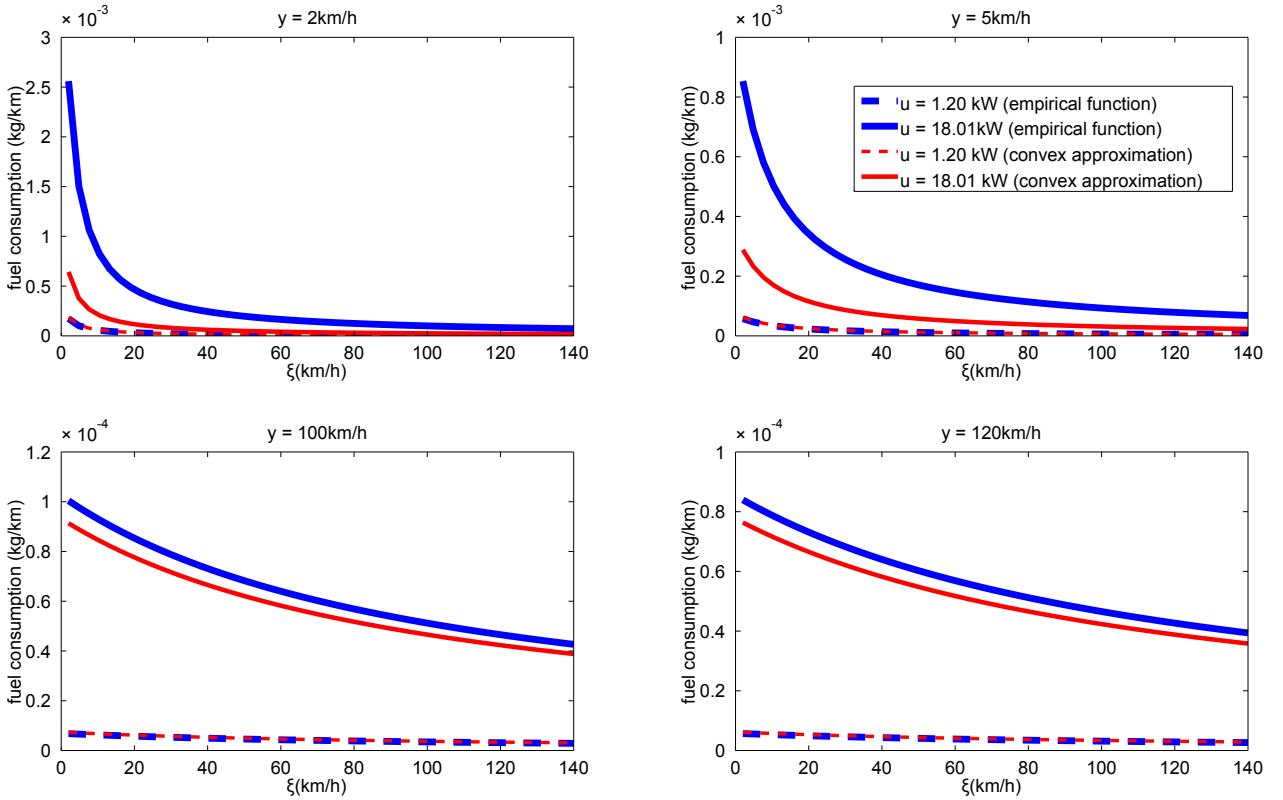 × 10^-3
y = 2km/h
3
2.5
2
1.5
1
0.5
0
fuel consumption (kg/km)
0 20 40 60 80 100 120 140
ξ(km/h)
× 10^-3
y = 5km/h
1
0.8
0.6
0.4
0.2
0
fuel consumption (kg/km)
u = 1.20 kW (empirical function)
u = 18.01kW (empirical function)
u = 1.20 kW (convex approximation)
u = 18.01 kW (convex approximation)
0 20 40 60 80 100 120 140
ξ(km/h)
× 10^-4
y = 100km/h
1.2
1
0.8
0.6
0.4
0.2
0
fuel consumption (kg/km)
0 20 40 60 80 100 120 140
ξ(km/h)
× 10^-4
y = 120km/h
1
0.8
0.6
0.4
0.2
0
fuel consumption (kg/km)
0 20 40 60 80 100 120 140
ξ(km/h)